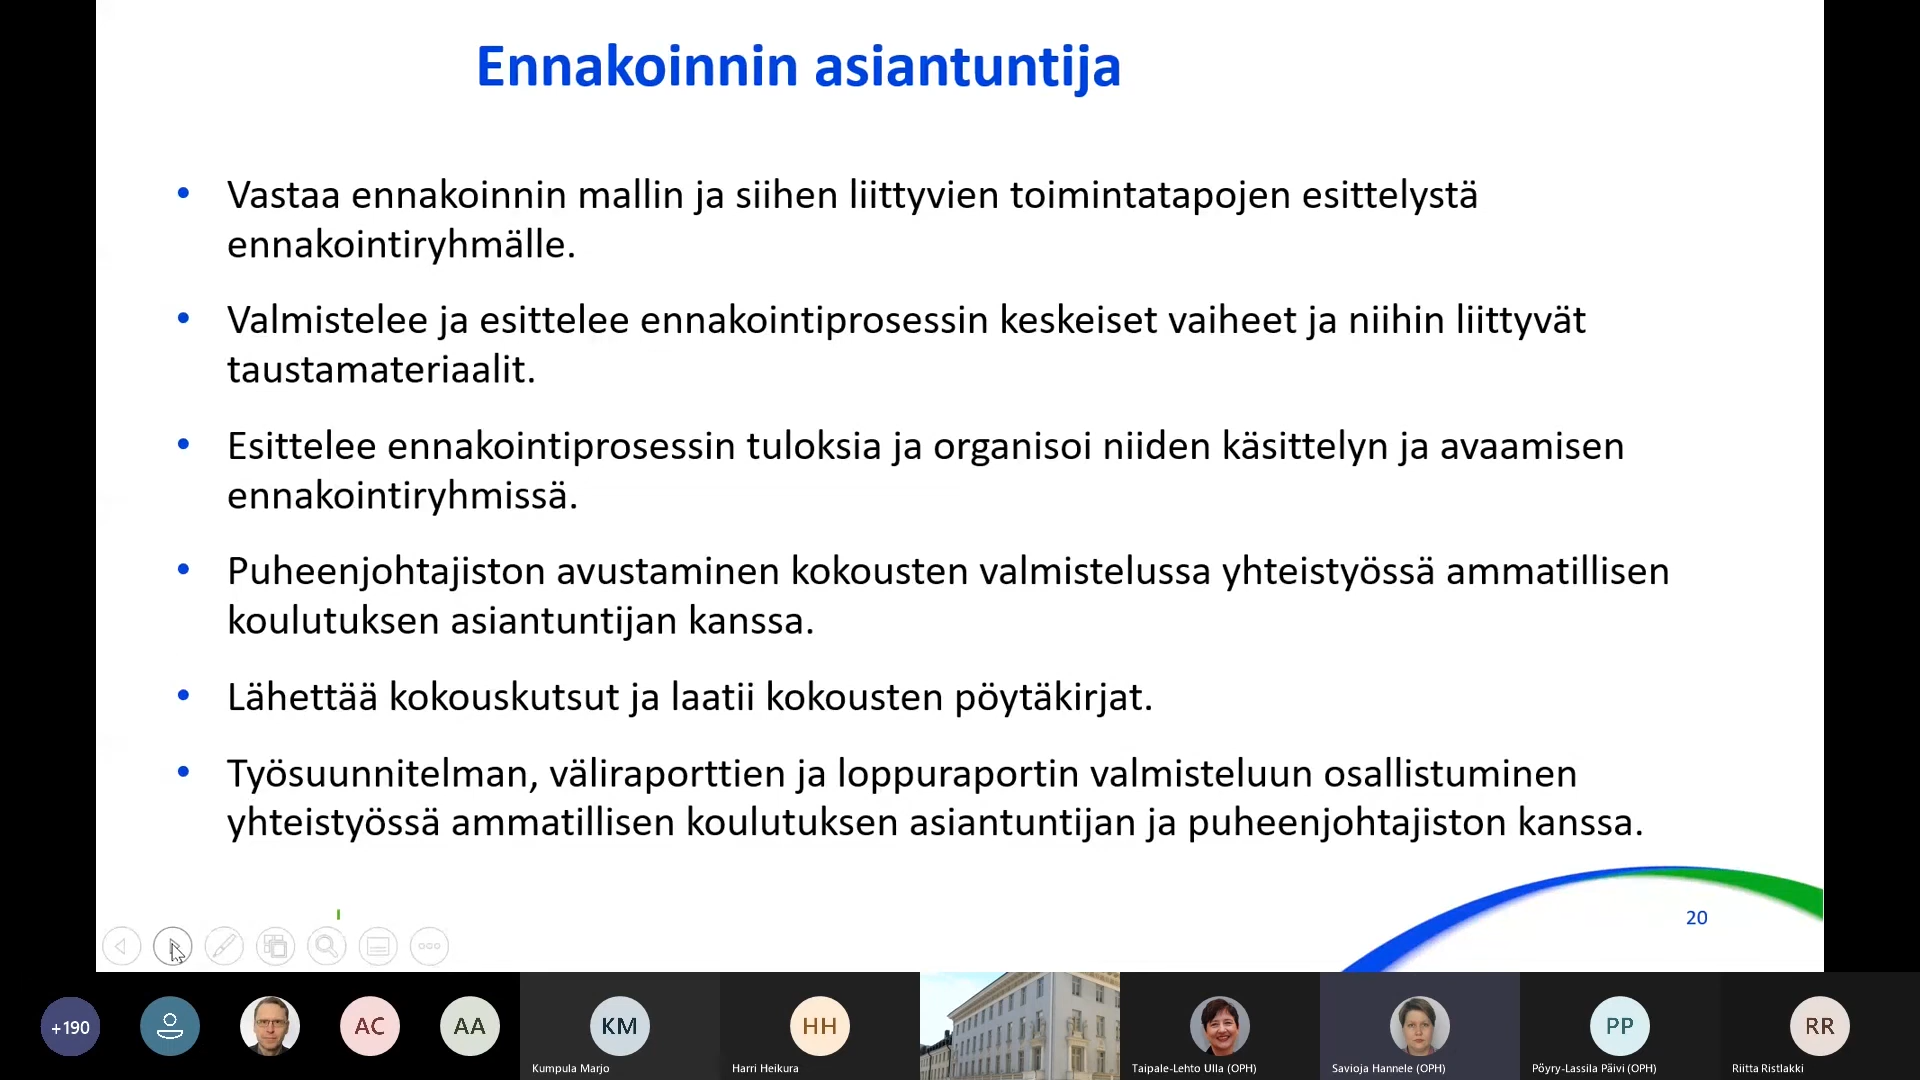 Ennakoinnin asiantuntija
• Vastaa ennakoinnin mallin ja siihen liittyvien toimintatapojen esittelystä
ennakointiryhmälle.
• Valmistelee ja esittelee ennakointiprosessin keskeiset vaiheet ja niihin liittyvät
taustamateriaalit.
• Esittelee ennakointiprosessin tuloksia ja organisoi niiden käsittelyn ja avaamisen
ennakointiryhmissä.
• Puheenjohtajiston avustaminen kokousten valmistelussa yhteistyössä ammatillisen
koulutuksen asiantuntijan kanssa.
• Lähettää kokouskutsut ja laatii kokousten pöytäkirjat.
• Työsuunnitelman, väliraporttien ja loppuraportin valmisteluun osallistuminen
yhteistyössä ammatillisen koulutuksen asiantuntijan ja puheenjohtajiston kanssa.
20
+190 AC AA KM HH PP RR
Kumpula Marjo Harri Heikura Taipale-Lehto Ulla (OPH) Savioja Hannele (OPH) Pöyry-Lassila Päivi (OPH) Riitta Ristlakki